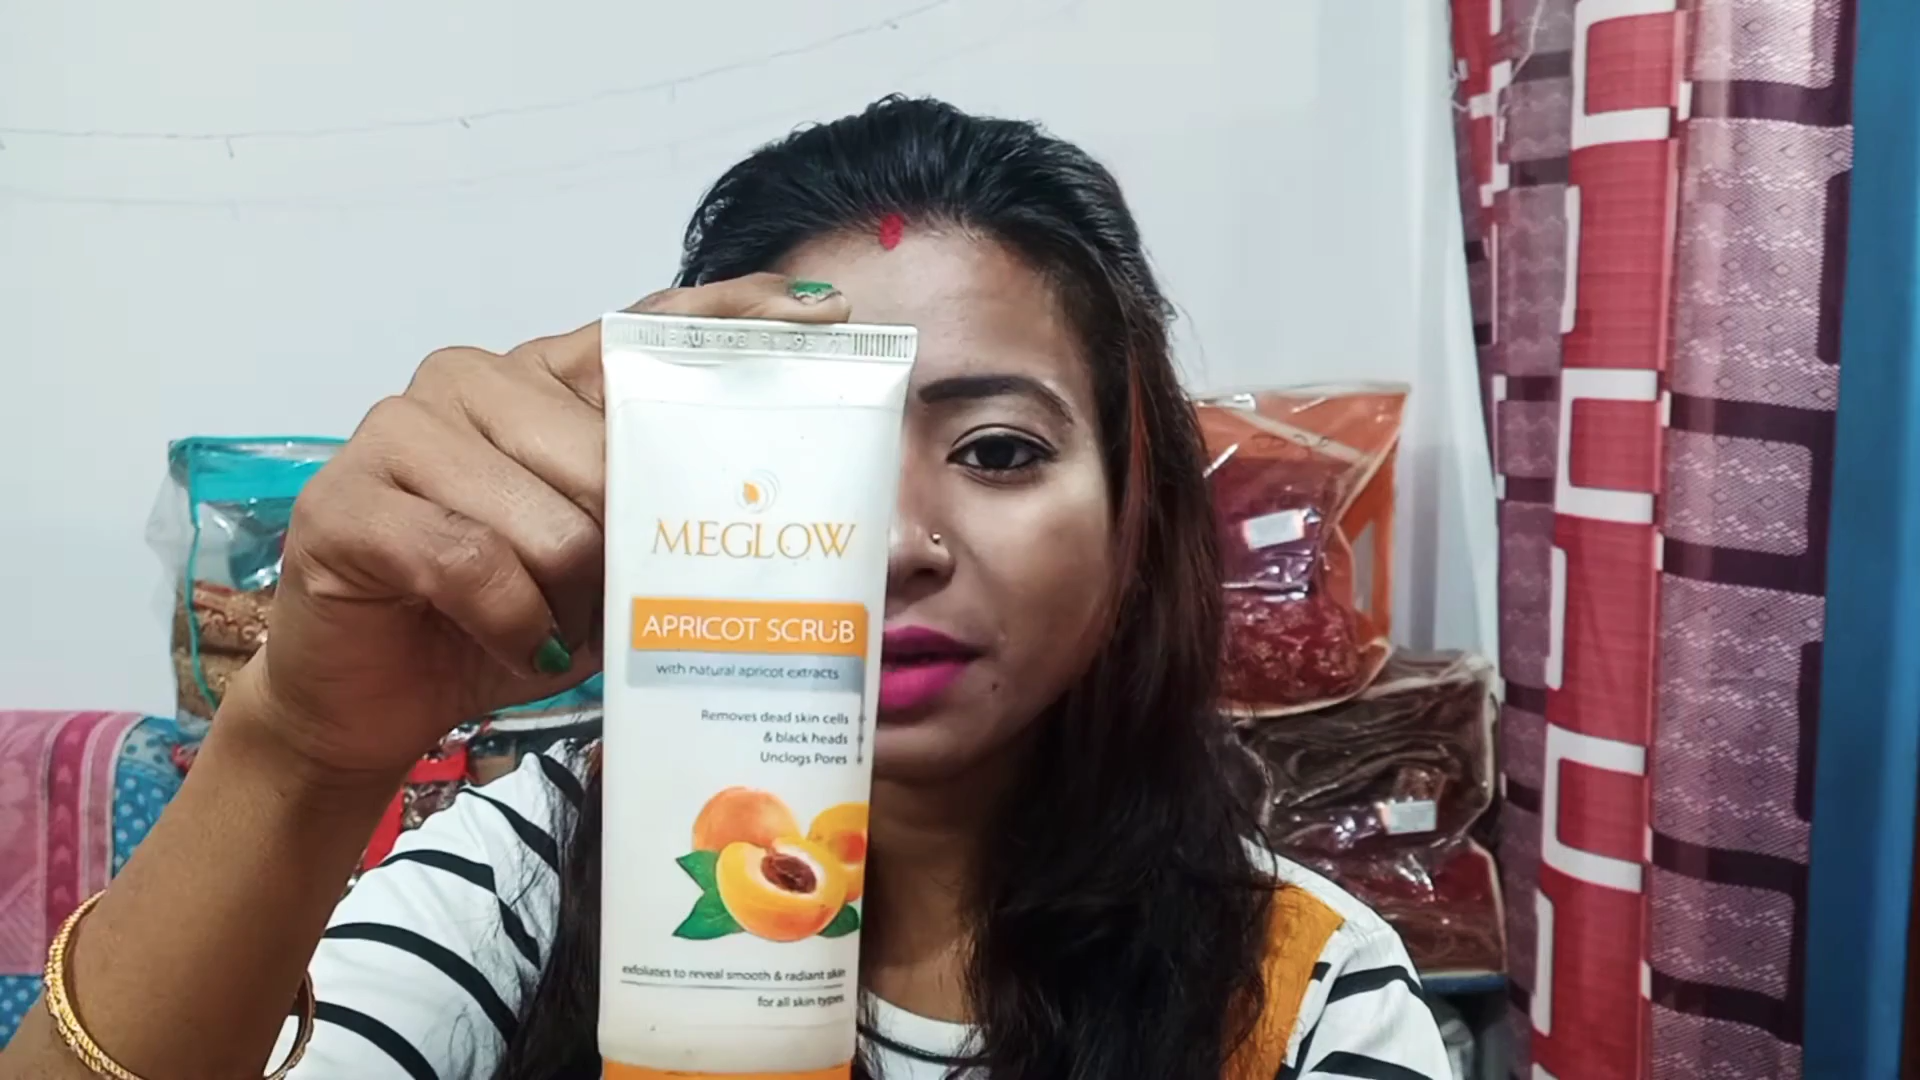 MEGLOW
APRICOT SCRUB
with natural apricot extracts
Removes dead skin cells
& black heads
Unclogs Pores
exfoliates to reveal smooth & radiant skin
for all skin types